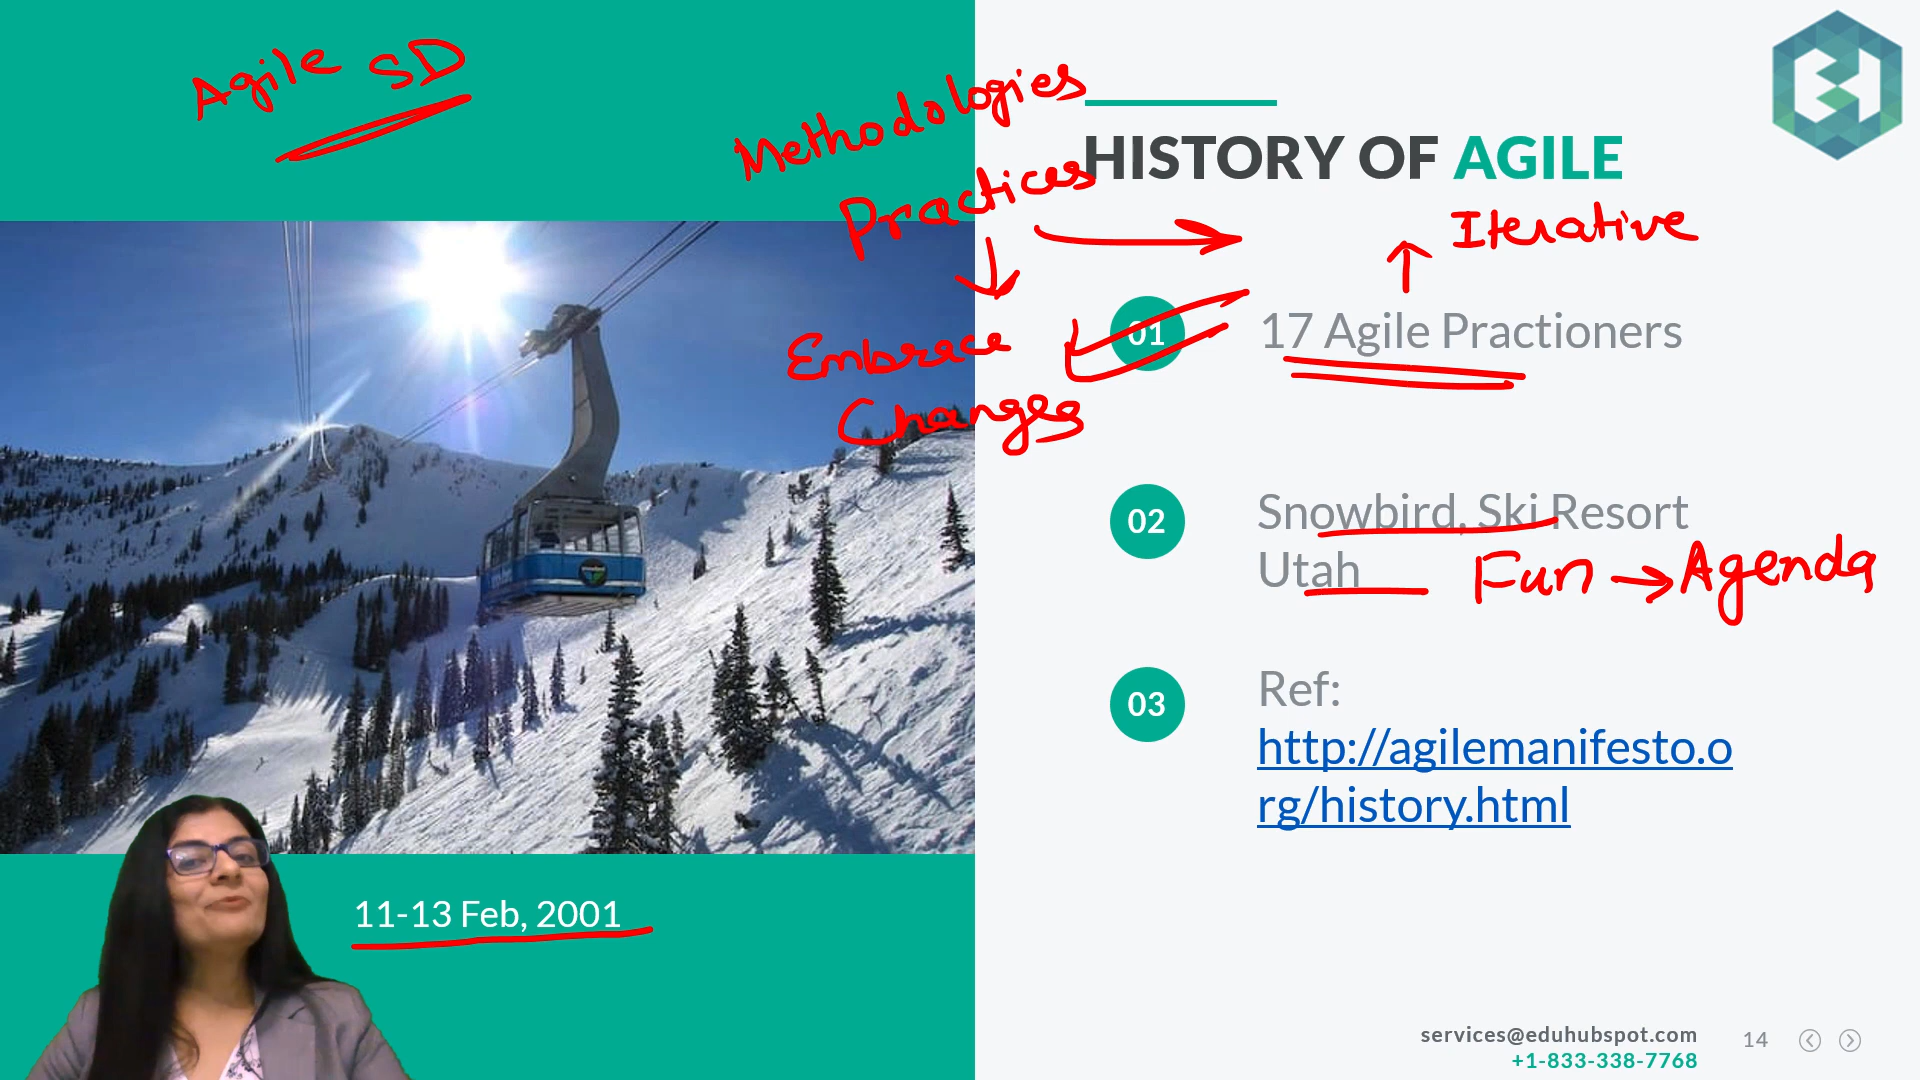 Agile SD
Methodologies
Practices
Embrace
Changes
HISTORY OF AGILE
Iterative
01
17 Agile Practioners
02
Snowbird, Ski Resort
Utah
Fun → Agenda
03
Ref:
http://agilemanifesto.o
rg/history.html
11-13 Feb, 2001
services@eduhubspot.com
+1-833-338-7768
14